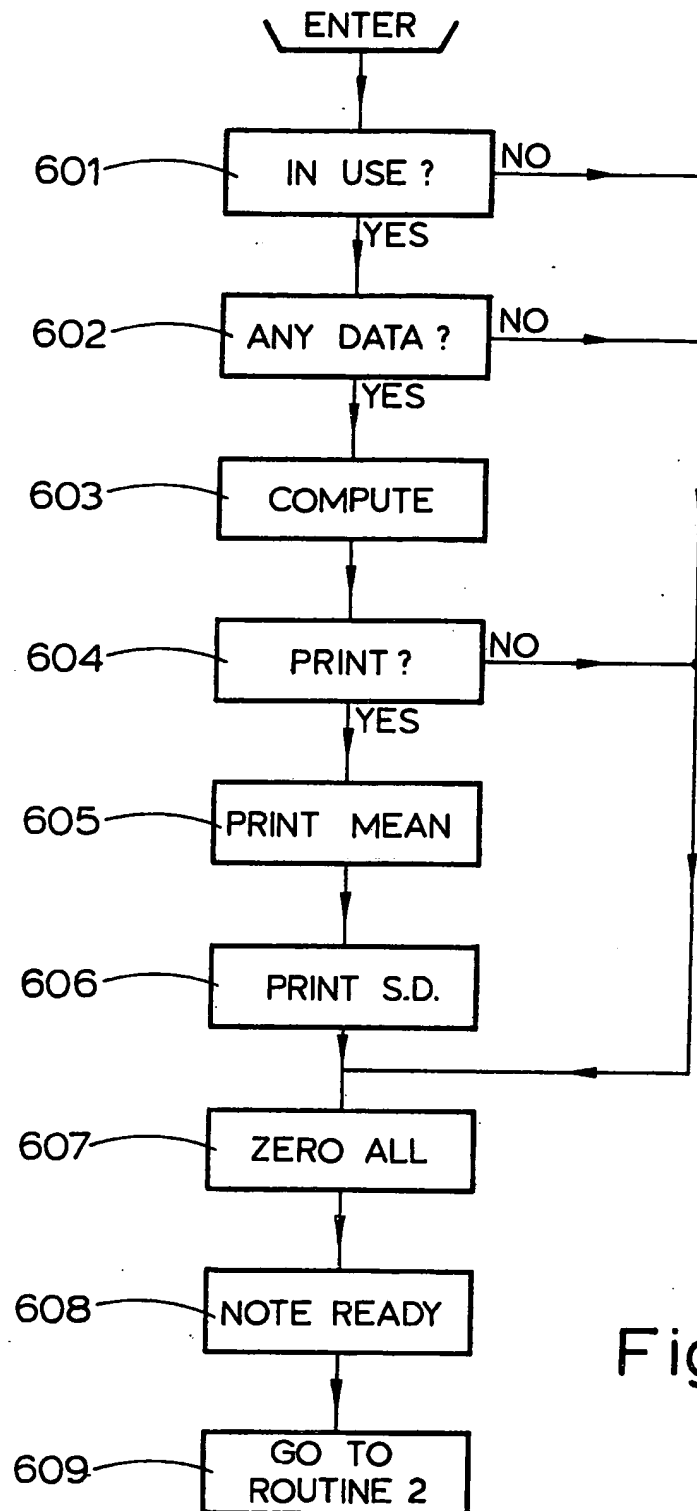 ENTER
601 IN USE ? NO
YES
602 ANY DATA ? NO
YES
603 COMPUTE
604 PRINT ? NO
YES
605 PRINT MEAN
606 PRINT S.D.
607 ZERO ALL
608 NOTE READY
Fig
609 GO TO
ROUTINE 2